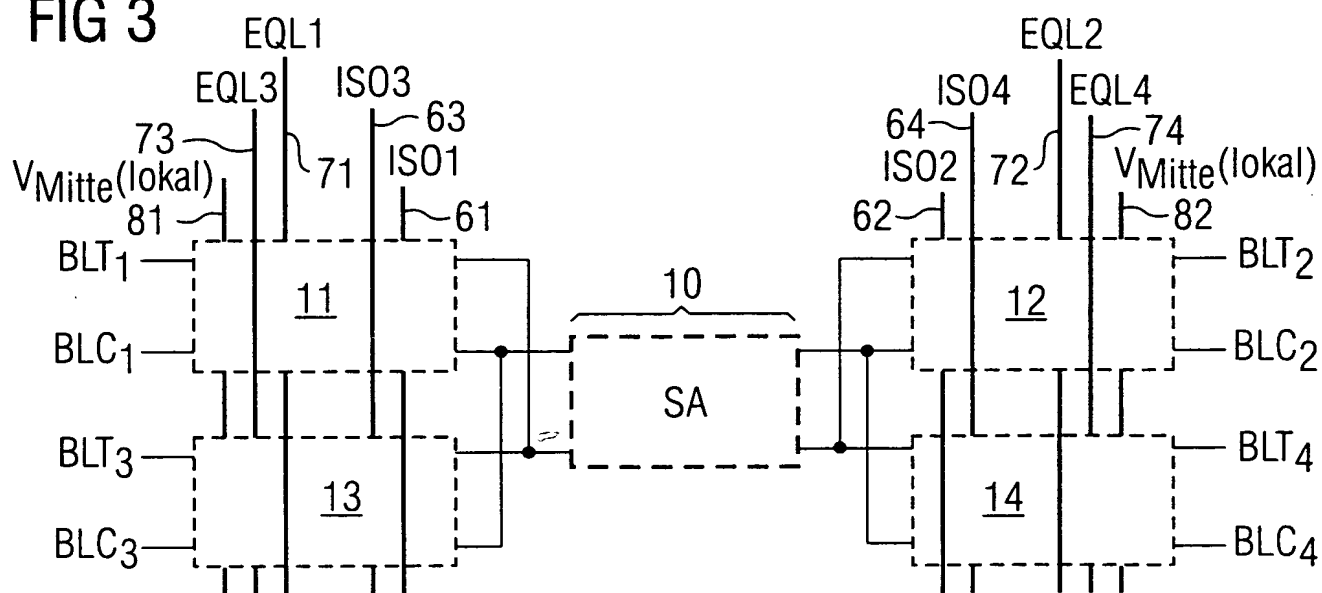 FIG 3
EQL1
EQL2
EQL3
ISO3
ISO4
EQL4
73
63
64
74
71
ISO1
ISO2
72
VMitte(lokal)
VMitte(lokal)
81
61
62
82
BLT1
BLT2
11
10
12
BLC1
BLC2
SA
BLT3
BLT4
13
14
BLC3
BLC4